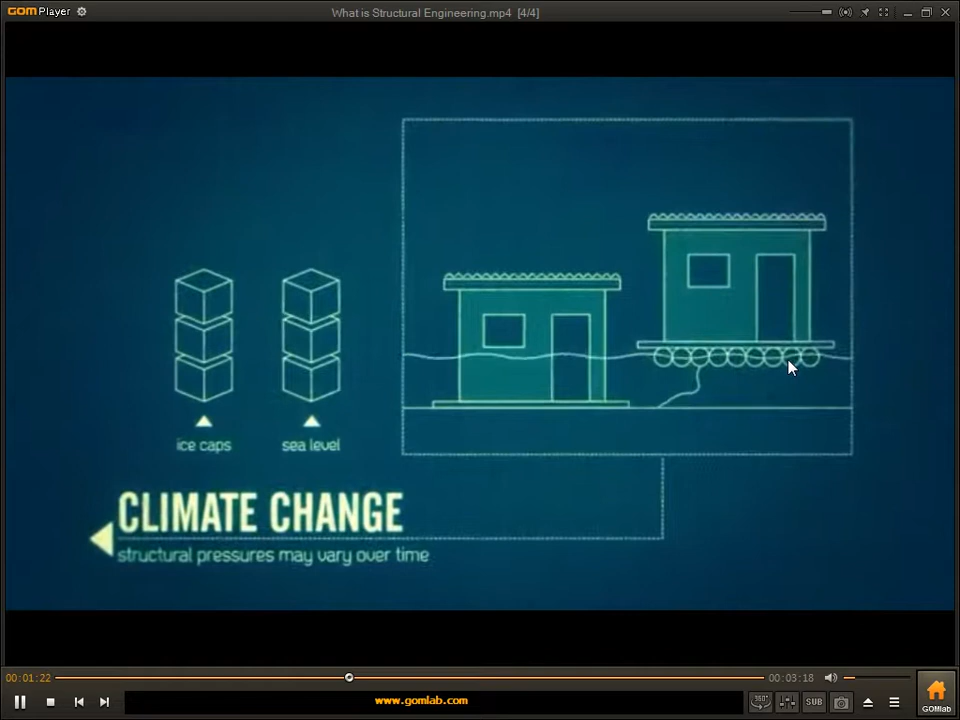 GOM Player
What is Structural Engineering.mp4 [4/4]
ice caps
sea level
CLIMATE CHANGE
structural pressures may vary over time
00:01:22
00:03:18
www.gomlab.com
360°
SUB
GOMlab